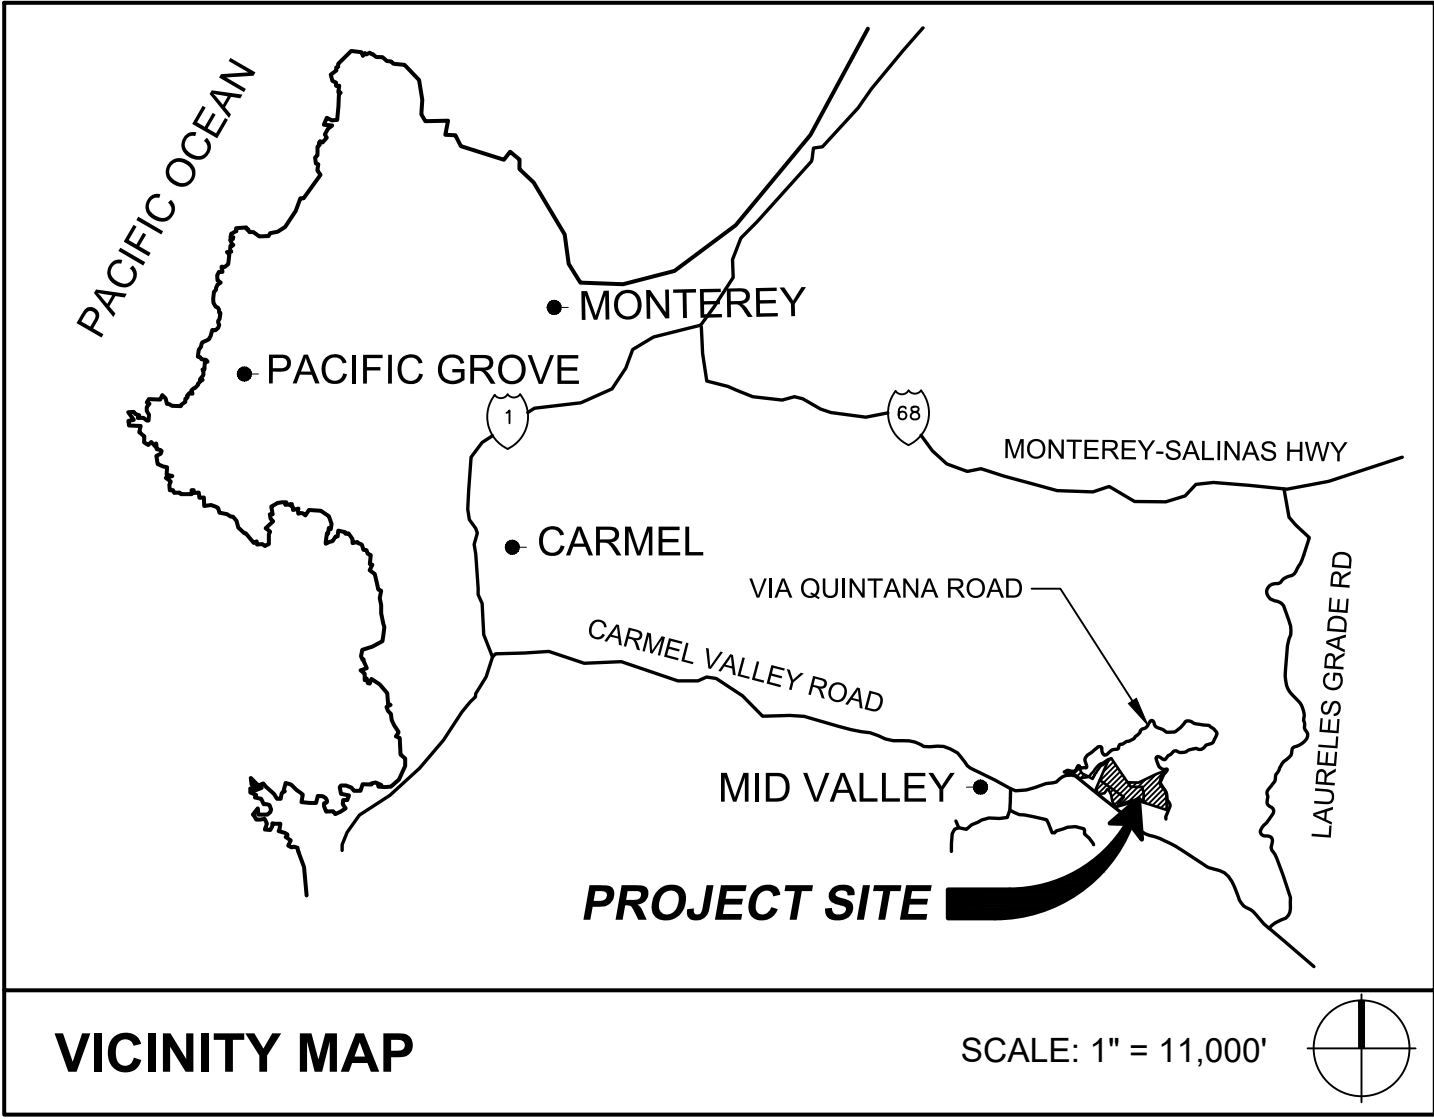 PACIFIC OCEAN
MONTEREY
PACIFIC GROVE
1
68
MONTEREY-SALINAS HWY
CARMEL
VIA QUINTANA ROAD
LAURELES GRADE RD
CARMEL VALLEY ROAD
MID VALLEY
PROJECT SITE
VICINITY MAP
SCALE: 1" = 11,000'